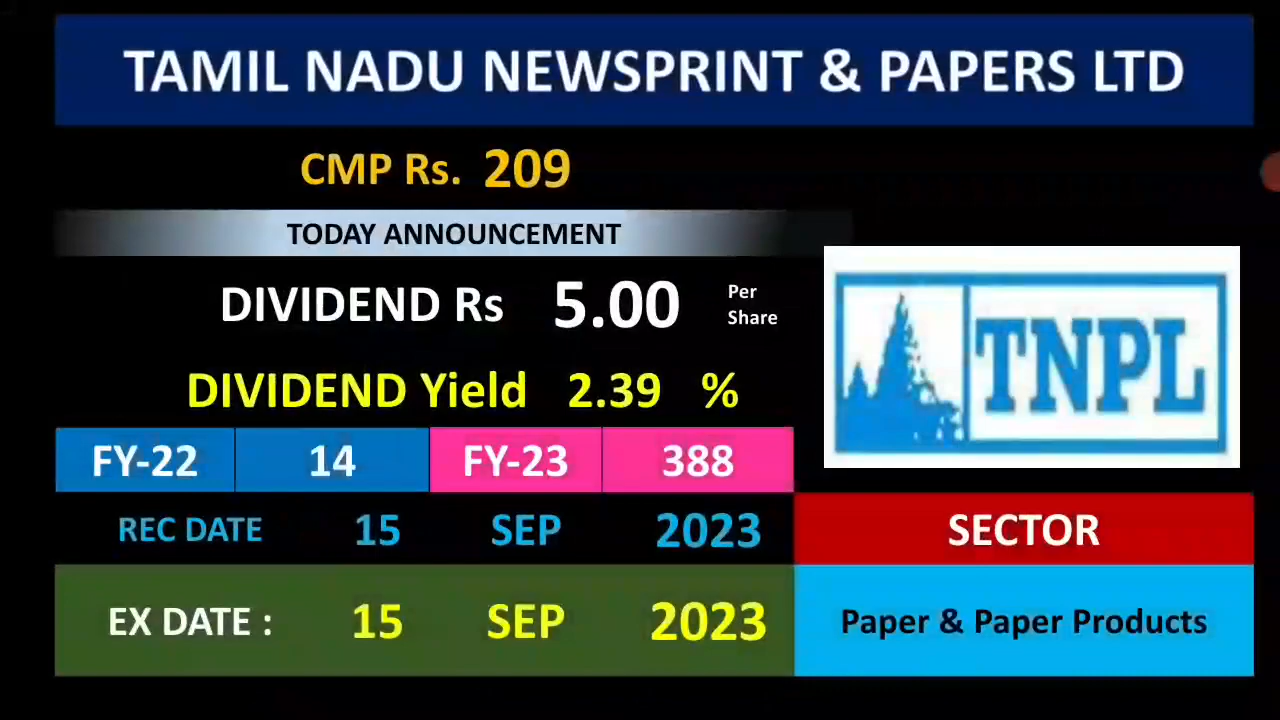 TAMIL NADU NEWSPRINT & PAPERS LTD
CMP Rs. 209
TODAY ANNOUNCEMENT
DIVIDEND Rs 5.00 Per Share
DIVIDEND Yield 2.39 %
TNPL
FY-22 14 FY-23 388
REC DATE 15 SEP 2023
SECTOR
EX DATE : 15 SEP 2023
Paper & Paper Products